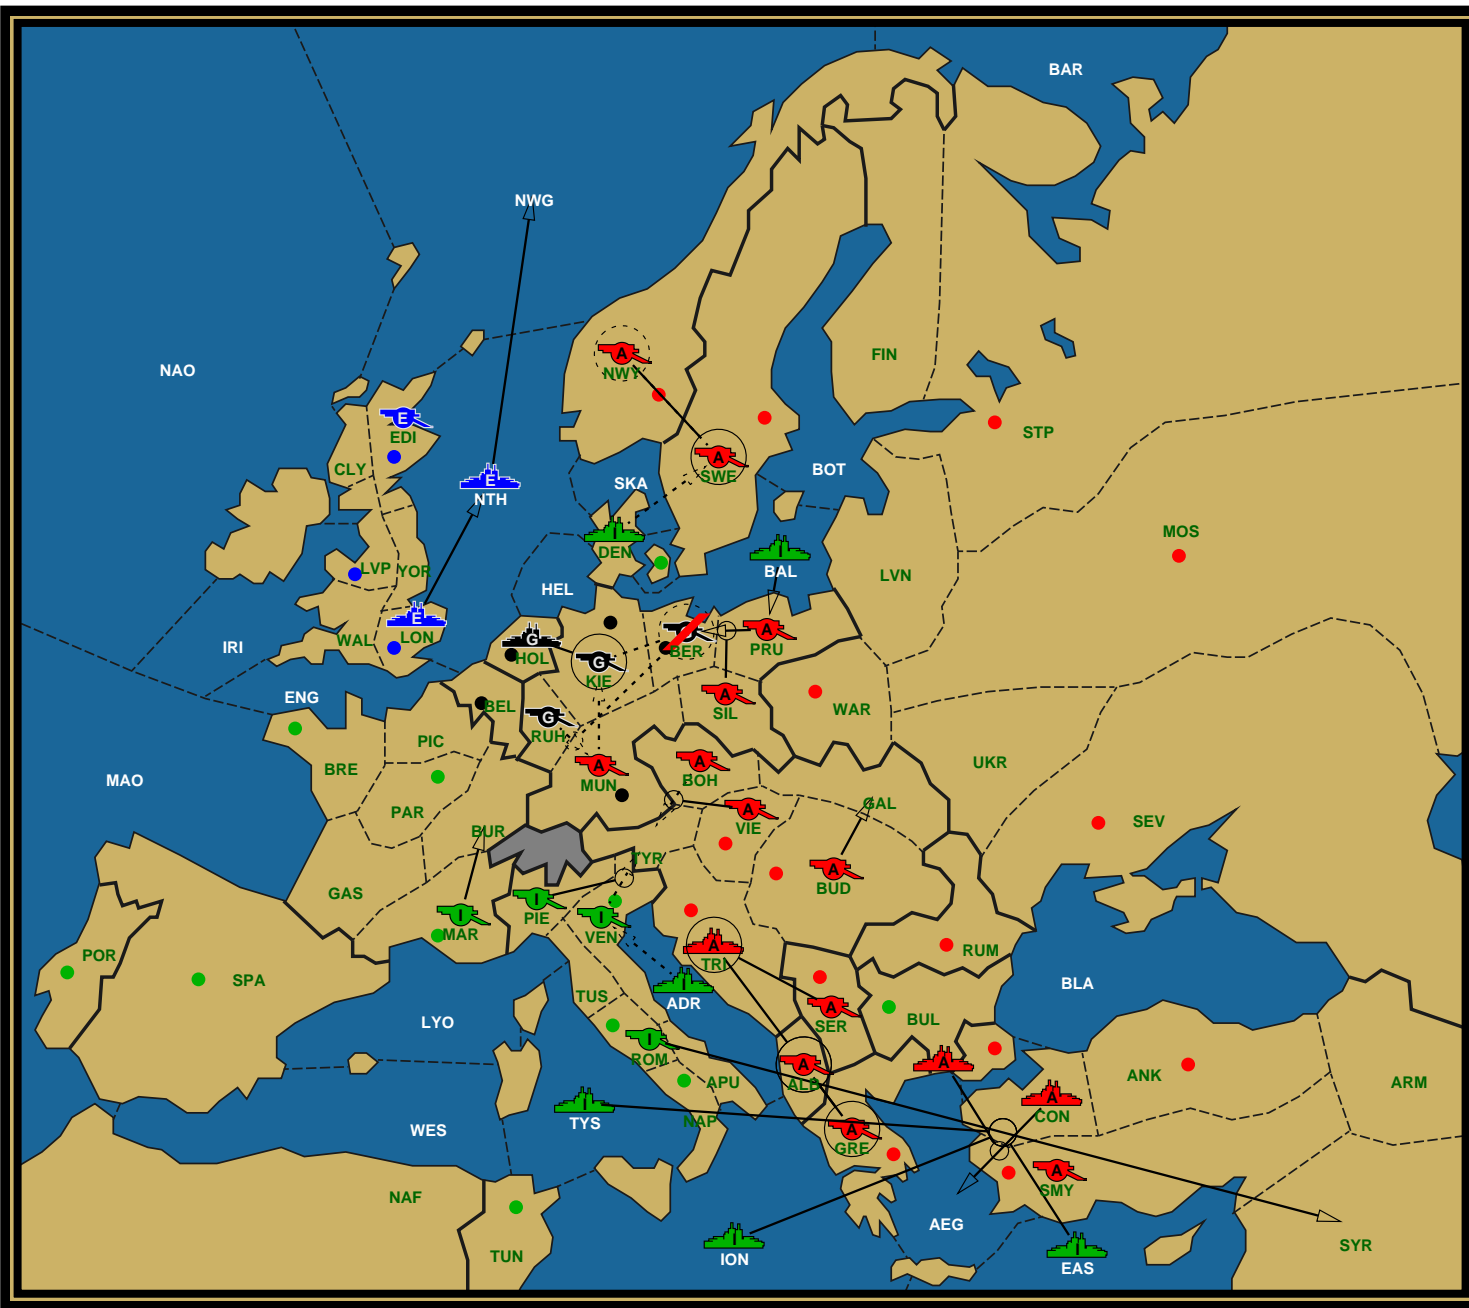 BAR
NWG
NAO
FIN
A
NWY
E
EDI
STP
CLY
A
SWE
BOT
SKA
E
NTH
MOS
DEN
I
BAL
I
LVP
YOR
LVN
HEL
E
LON
WAL
IRI
G
HOL
G
KIE
BER
A
PRU
ENG
BEL
G
RUH
A
SIL
WAR
PIC
BRE
A
MUN
A
BOH
UKR
MAO
PAR
A
VIE
GAL
BUR
SEV
TYR
A
BUD
GAS
I
PIE
I
MAR
I
VEN
A
TRI
POR
SPA
RUM
I
ADR
BLA
TUS
A
SER
BUL
LYO
I
ROM
A
ALB
A
APU
ANK
ARM
I
TYS
NAP
A
CON
WES
A
GRE
A
SMY
NAF
AEG
I
ION
TUN
I
EAS
SYR